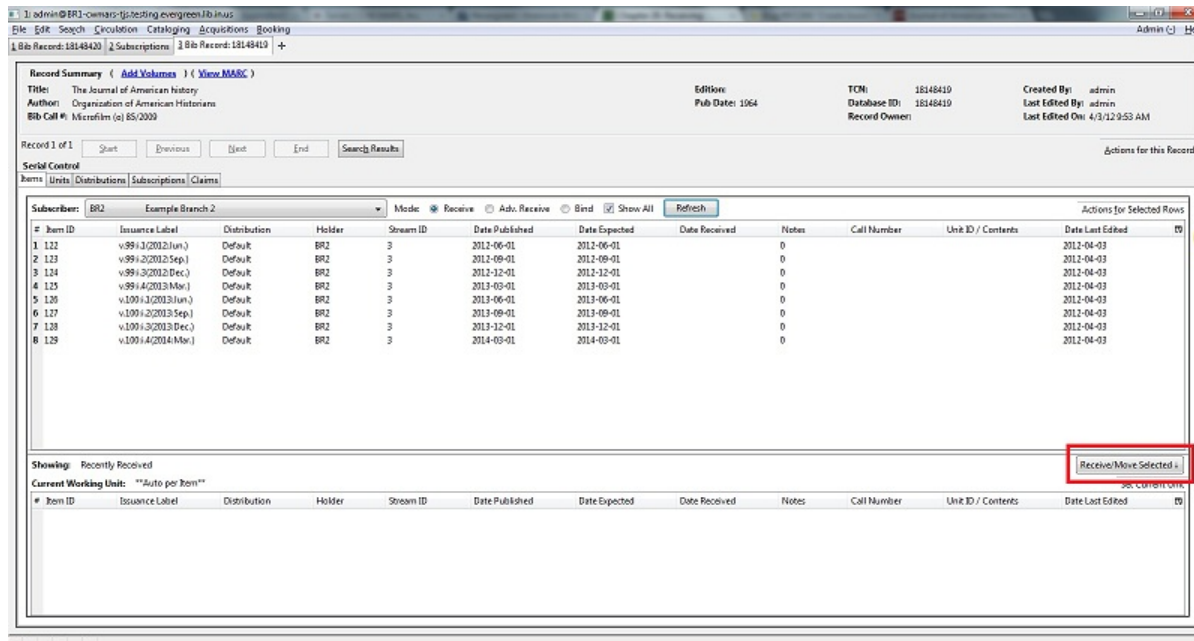 1: admin@BR1-cwmars-tjs.testing.evergreen.lib.in.us
File Edit Search Circulation Cataloging Acquisitions Booking Admin (-) He
1 Bib Record: 18148420 2 Subscriptions 3 Bib Record: 18148419 +
Record Summary ( Add Volumes ) ( View MARC )
Title: The Journal of American history Edition: TCN: 18148419 Created By: admin
Author: Organization of American Historians Pub Date: 1964 Database ID: 18148419 Last Edited By: admin
Bib Call #: Microfilm (o) 85/2009 Record Owner: Last Edited On: 4/3/12 9:53 AM
Record 1 of 1 Start Previous Next End Search Results Actions for this Record
Serial Control
Items Units Distributions Subscriptions Claims
Subscriber: BR2 Example Branch 2 Mode: Receive Adv. Receive Bind Show All Refresh Actions for Selected Rows
# Item ID Issuance Label Distribution Holder Stream ID Date Published Date Expected Date Received Notes Call Number Unit ID / Contents Date Last Edited
1 122 v.99:i.1(2012:Jun.) Default BR2 3 2012-06-01 2012-06-01 0 2012-04-03
2 123 v.99:i.2(2012:Sep.) Default BR2 3 2012-09-01 2012-09-01 0 2012-04-03
3 124 v.99:i.3(2012:Dec.) Default BR2 3 2012-12-01 2012-12-01 0 2012-04-03
4 125 v.99:i.4(2013:Mar.) Default BR2 3 2013-03-01 2013-03-01 0 2012-04-03
5 126 v.100:i.1(2013:Jun.) Default BR2 3 2013-06-01 2013-06-01 0 2012-04-03
6 127 v.100:i.2(2013:Sep.) Default BR2 3 2013-09-01 2013-09-01 0 2012-04-03
7 128 v.100:i.3(2013:Dec.) Default BR2 3 2013-12-01 2013-12-01 0 2012-04-03
8 129 v.100:i.4(2014:Mar.) Default BR2 3 2014-03-01 2014-03-01 0 2012-04-03
Showing: Recently Received Receive/Move Selected ↓
Current Working Unit: **Auto per Item** Set Current Unit
# Item ID Issuance Label Distribution Holder Stream ID Date Published Date Expected Date Received Notes Call Number Unit ID / Contents Date Last Edited